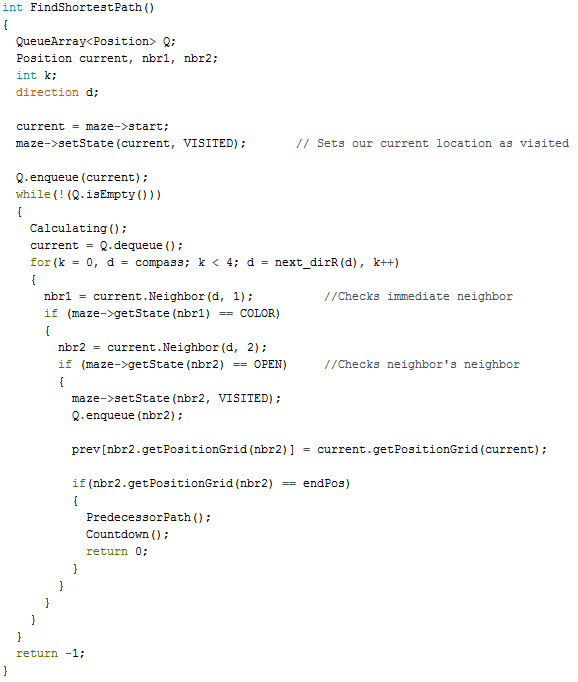 int FindShortestPath()
{
  QueueArray<Position> Q;
  Position current, nbr1, nbr2;
  int k;
  direction d;

  current = maze->start;
  maze->setState(current, VISITED);       // Sets our current location as visited

  Q.enqueue(current);
  while(!(Q.isEmpty()))
  {
    Calculating();
    current = Q.dequeue();
    for(k = 0, d = compass; k < 4; d = next_dirR(d), k++)
    {
      nbr1 = current.Neighbor(d, 1);          //Checks immediate neighbor
      if (maze->getState(nbr1) == COLOR)
      {
        nbr2 = current.Neighbor(d, 2);
        if (maze->getState(nbr2) == OPEN)     //Checks neighbor's neighbor
        {
          maze->setState(nbr2, VISITED);
          Q.enqueue(nbr2);

          prev[nbr2.getPositionGrid(nbr2)] = current.getPositionGrid(current);

          if(nbr2.getPositionGrid(nbr2) == endPos)
          {
            PredecessorPath();
            Countdown();
            return 0;
          }
        }
      }
    }
  }
  return -1;
}